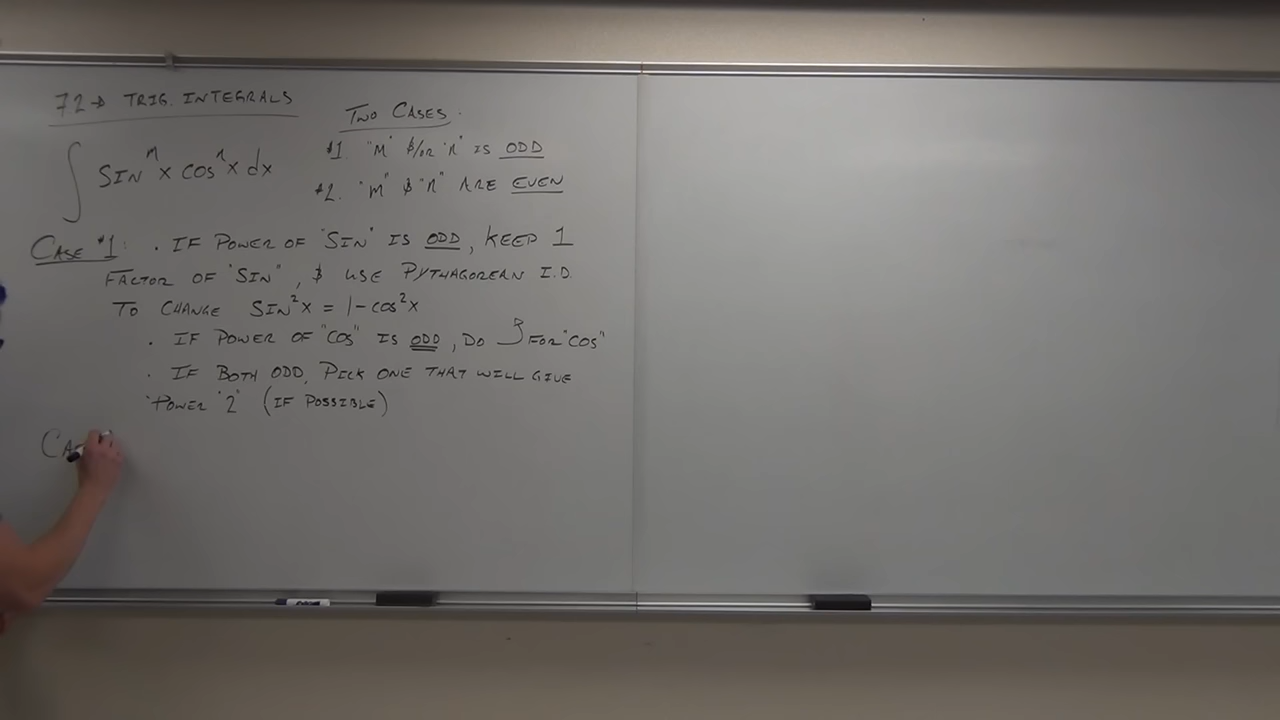 7.2 → TRIG. INTEGRALS
∫ SIN^m x COS^n x dx
TWO CASES.
#1. "M" &/OR "N" IS ODD
#2. "M" & "N" ARE EVEN
CASE #1: · IF POWER OF "SIN" IS ODD, KEEP 1
FACTOR OF "SIN", & USE PYTHAGOREAN I.D.
TO CHANGE SIN²X = 1-COS²X
· IF POWER OF "COS" IS ODD, DO FOR "COS"
· IF BOTH ODD, PICK ONE THAT WILL GIVE
POWER "2" (IF POSSIBLE)